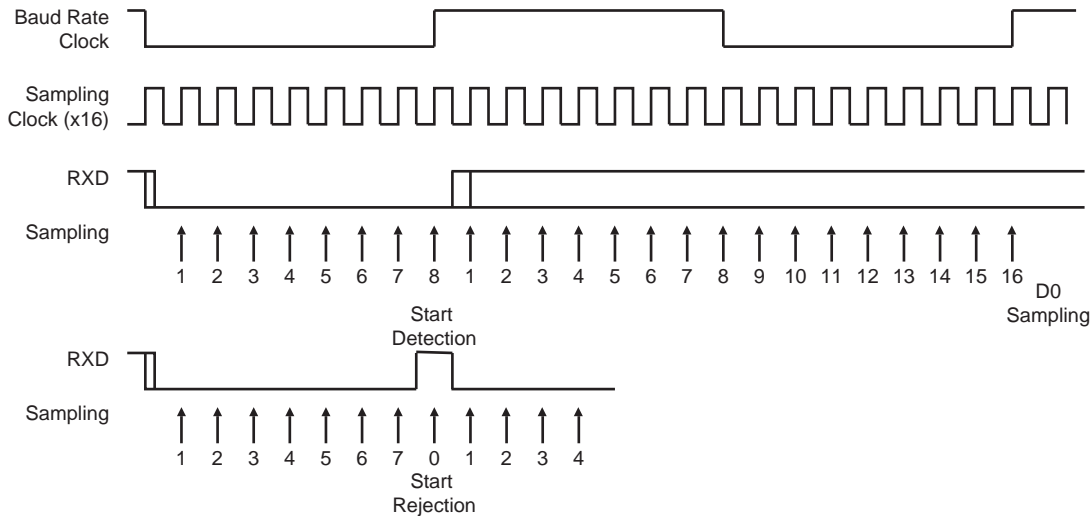 Baud Rate
Clock
Sampling
Clock (x16)
RXD
Sampling
1 2 3 4 5 6 7 8 1 2 3 4 5 6 7 8 9 10 11 12 13 14 15 16
D0
Sampling
Start
Detection
RXD
Sampling
1 2 3 4 5 6 7 0 1 2 3 4
Start
Rejection